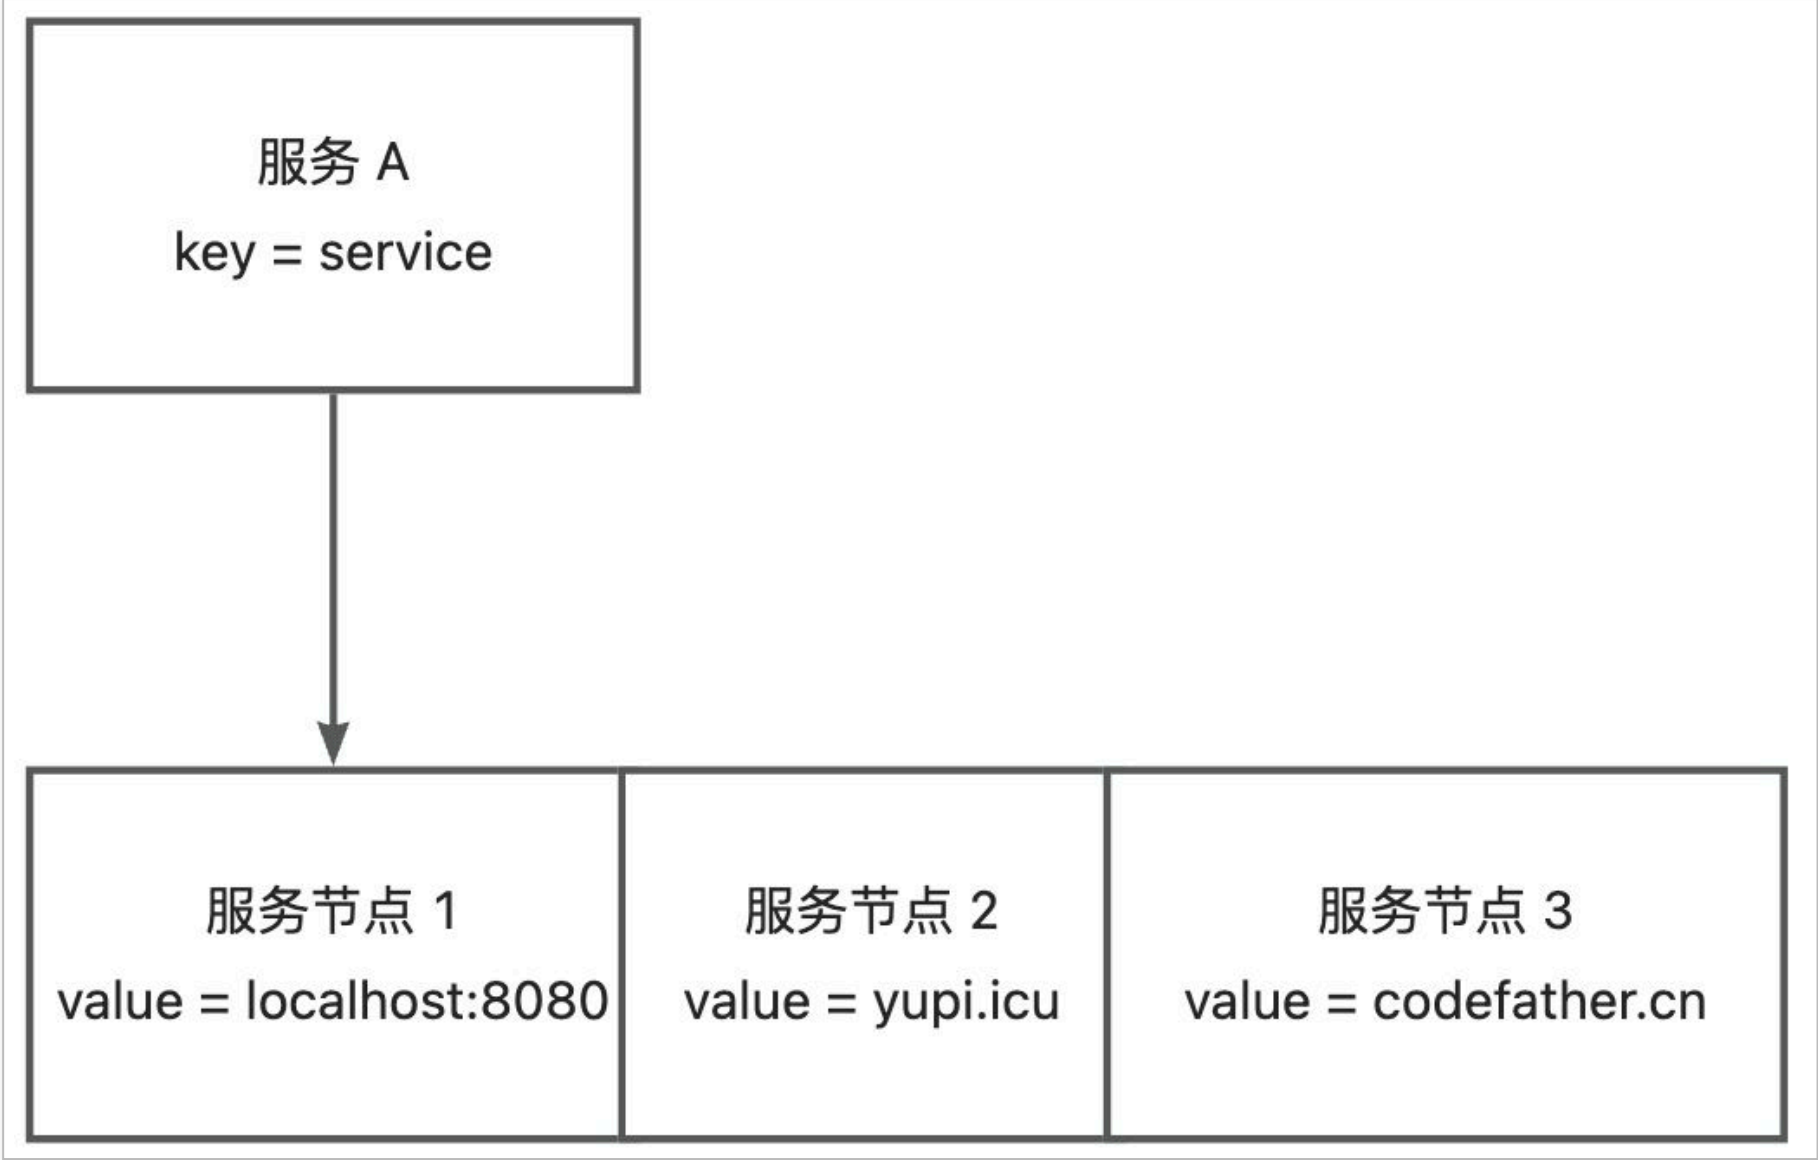 服务 A
key = service
服务节点 1
value = localhost:8080
服务节点 2
value = yupi.icu
服务节点 3
value = codefather.cn